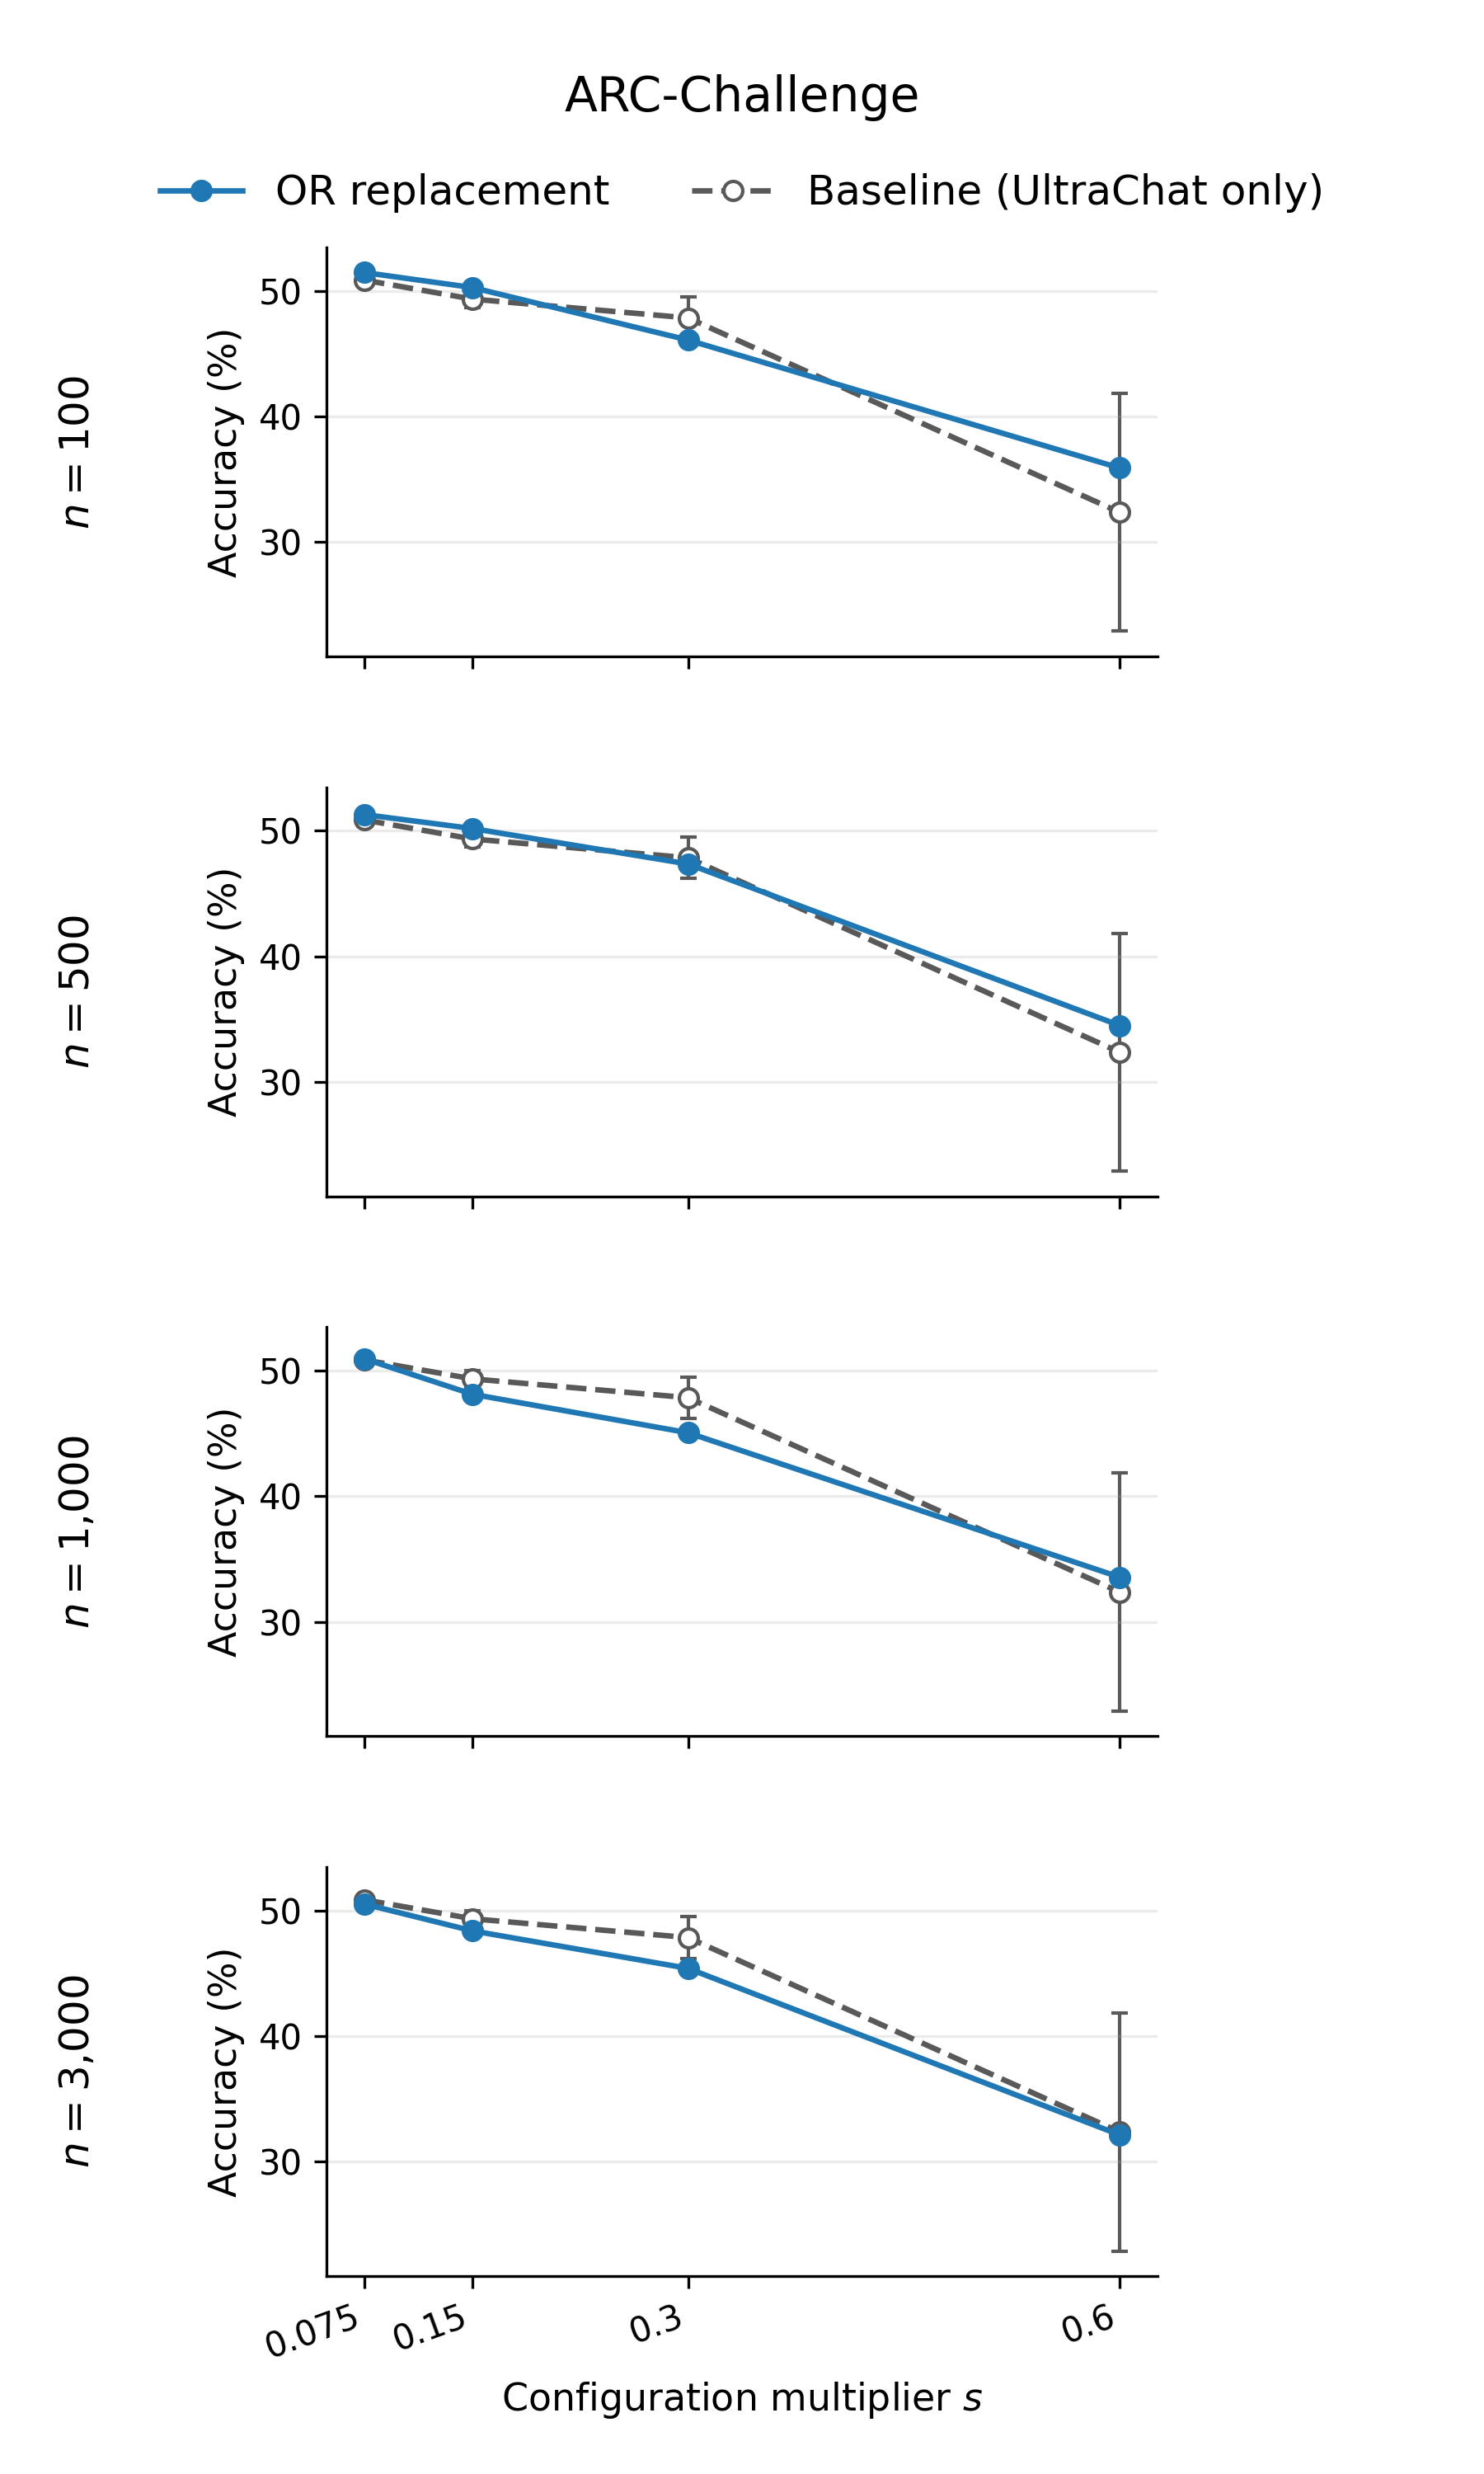 ARC-Challenge
OR replacement
Baseline (UltraChat only)
n = 100
Accuracy (%)
50
40
30
n = 500
Accuracy (%)
50
40
30
n = 1,000
Accuracy (%)
50
40
30
n = 3,000
Accuracy (%)
50
40
30
0.075 0.15 0.3 0.6
Configuration multiplier s